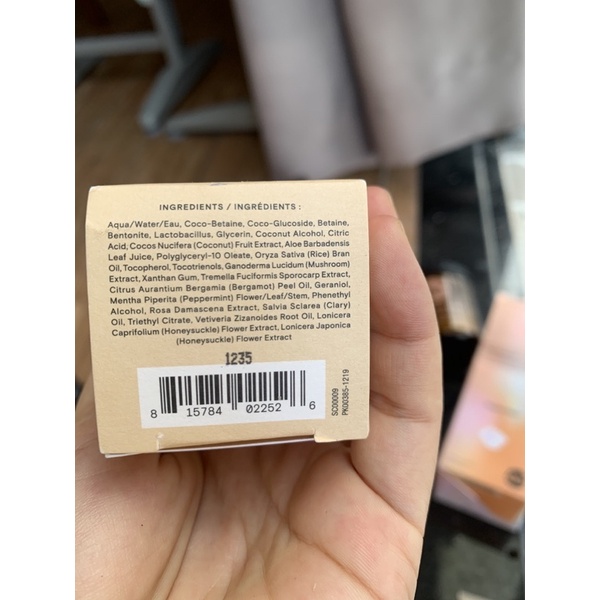 INGREDIENTS / INGRÉDIENTS :
Aqua/Water/Eau, Coco-Betaine, Coco-Glucoside, Betaine,
Bentonite, Lactobacillus, Glycerin, Coconut Alcohol, Citric
Acid, Cocos Nucifera (Coconut) Fruit Extract, Aloe Barbadensis
Leaf Juice, Polyglyceryl-10 Oleate, Oryza Sativa (Rice) Bran
Oil, Tocopherol, Tocotrienols, Ganoderma Lucidum (Mushroom)
Extract, Xanthan Gum, Tremella Fuciformis Sporocarp Extract,
Citrus Aurantium Bergamia (Bergamot) Peel Oil, Geraniol,
Mentha Piperita (Peppermint) Flower/Leaf/Stem, Phenethyl
Alcohol, Rosa Damascena Extract, Salvia Sclarea (Clary)
Oil, Triethyl Citrate, Vetiveria Zizanoides Root Oil, Lonicera
Caprifolium (Honeysuckle) Flower Extract, Lonicera Japonica
(Honeysuckle) Flower Extract
1235
8 15784 02252 6
SC00009
PK00385-1219